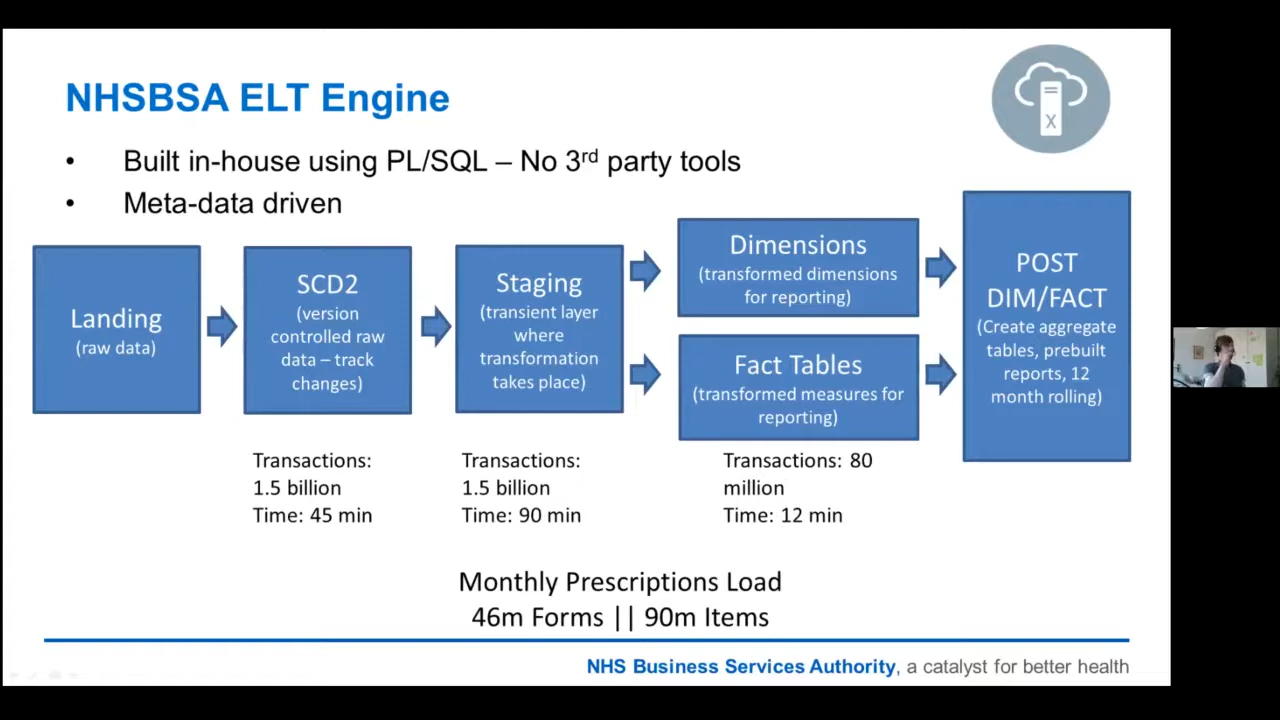 NHSBSA ELT Engine
X
• Built in-house using PL/SQL – No 3rd party tools
• Meta-data driven
Landing
(raw data)
SCD2
(version
controlled raw
data – track
changes)
Staging
(transient layer
where
transformation
takes place)
Dimensions
(transformed dimensions
for reporting)
Fact Tables
(transformed measures for
reporting)
POST
DIM/FACT
(Create aggregate
tables, prebuilt
reports, 12
month rolling)
Transactions:
1.5 billion
Time: 45 min
Transactions:
1.5 billion
Time: 90 min
Transactions: 80
million
Time: 12 min
Monthly Prescriptions Load
46m Forms || 90m Items
NHS Business Services Authority, a catalyst for better health